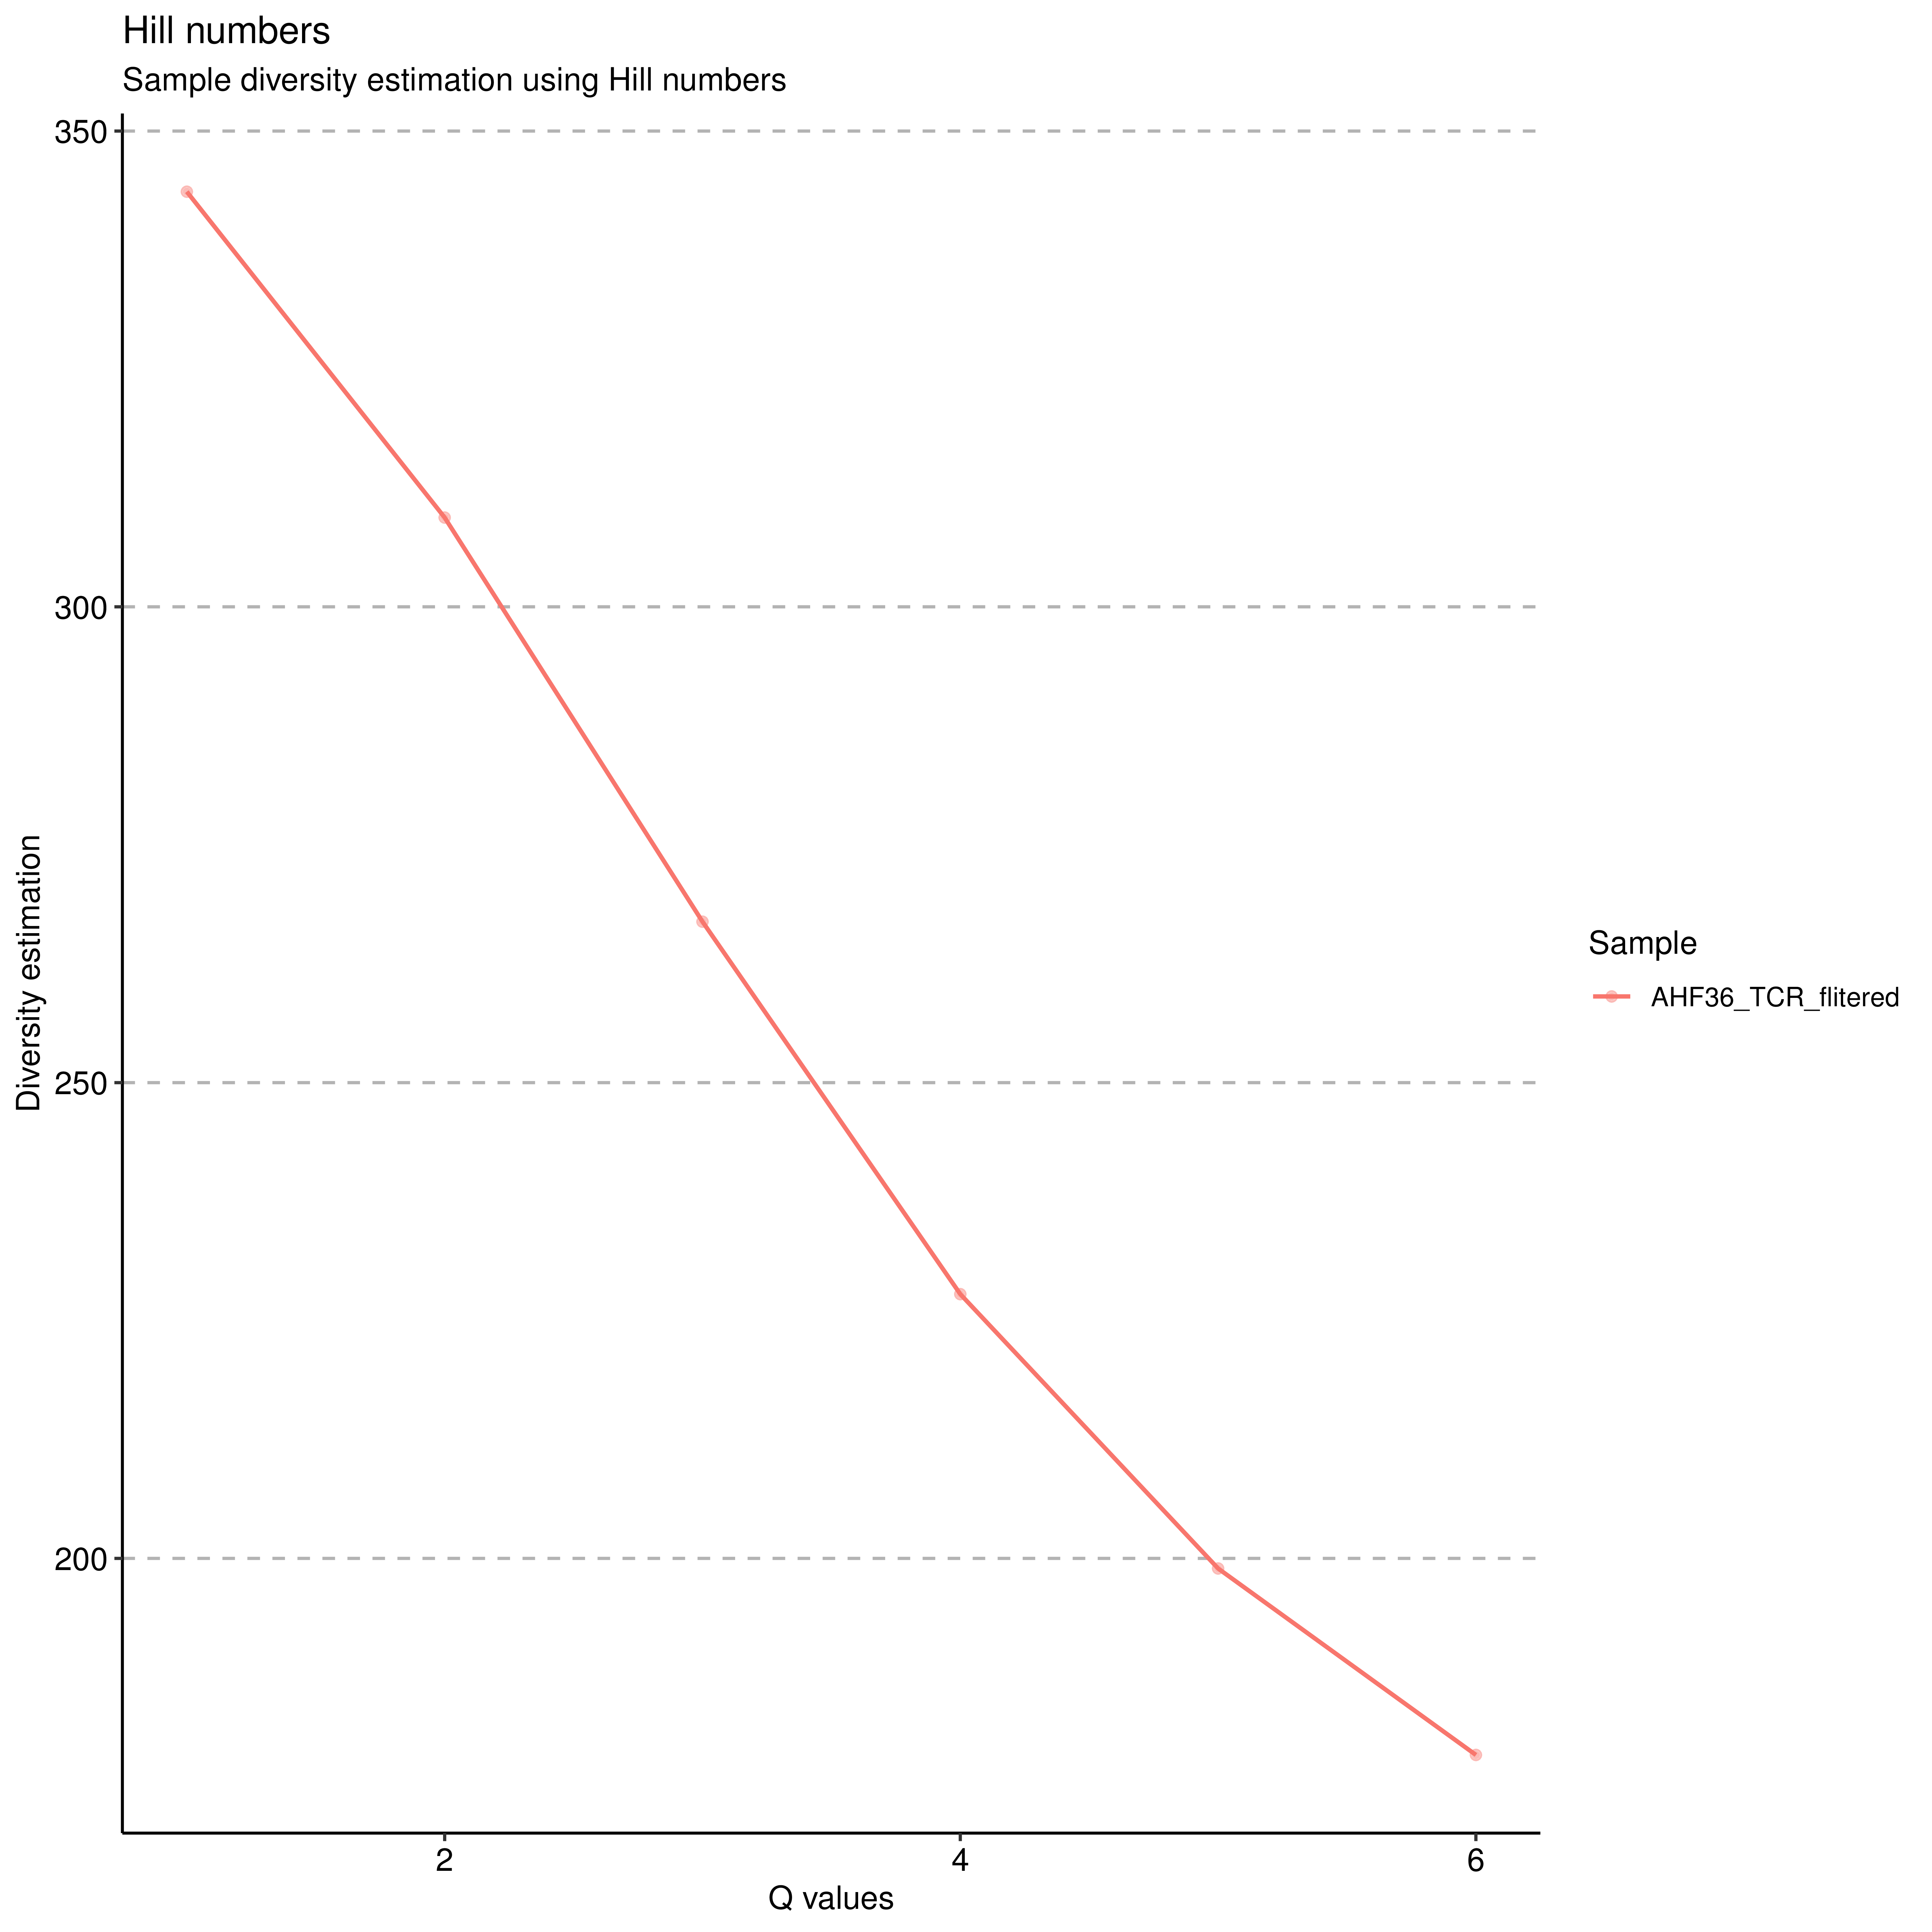 Hill numbers
Sample diversity estimation using Hill numbers
350
300
250
200
Diversity estimation
2
4
6
Q values
Sample
AHF36_TCR_flitered